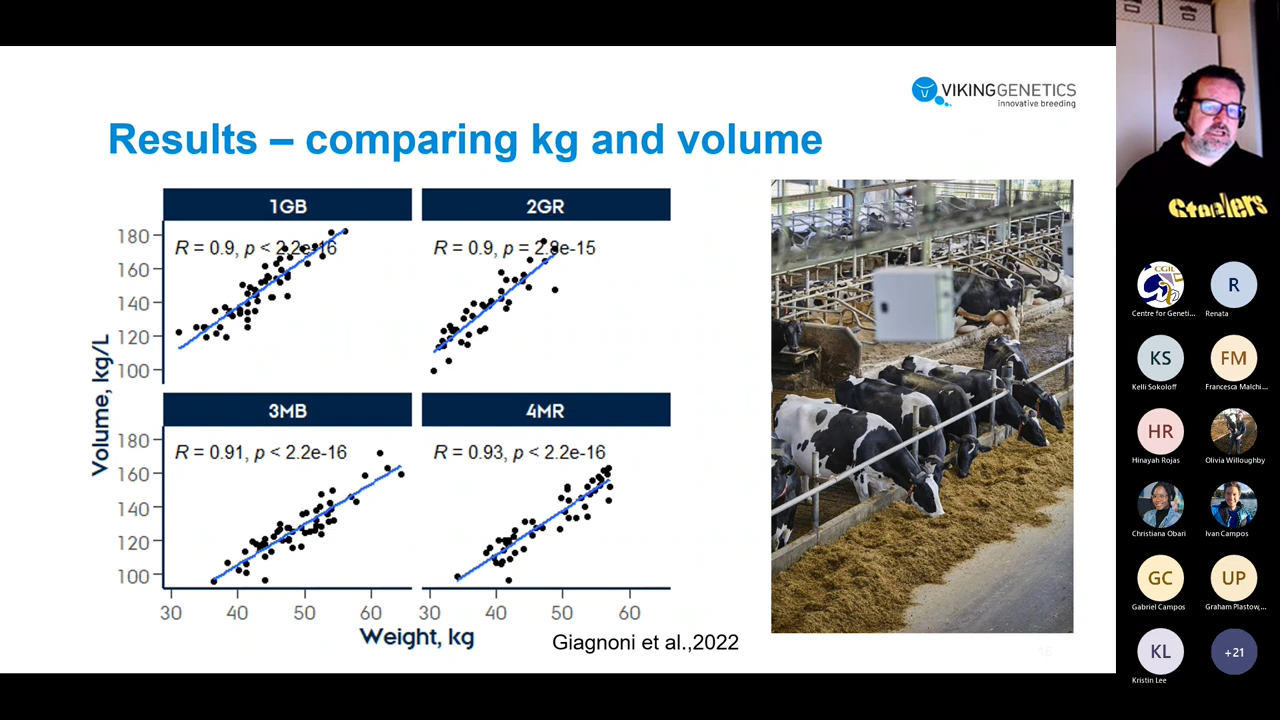 VIKINGGENETICS
innovative breeding
Results – comparing kg and volume
1GB
2GR
R = 0.9, p < 2.2e-16
R = 0.9, p = 2.9e-15
180
160
140
120
100
3MB
4MR
R = 0.91, p < 2.2e-16
R = 0.93, p < 2.2e-16
180
160
140
120
100
Volume, kg/L
30 40 50 60 30 40 50 60
Weight, kg
Giagnoni et al.,2022
Steelers
CGIL
Centre for Geneti...
R
Renata
KS
Kelli Sokoloff
FM
Francesca Malchi...
HR
Hinayah Rojas
Olivia Willoughby
Christiana Obari
Ivan Campos
GC
Gabriel Campos
UP
Graham Plastow,...
KL
Kristin Lee
+21